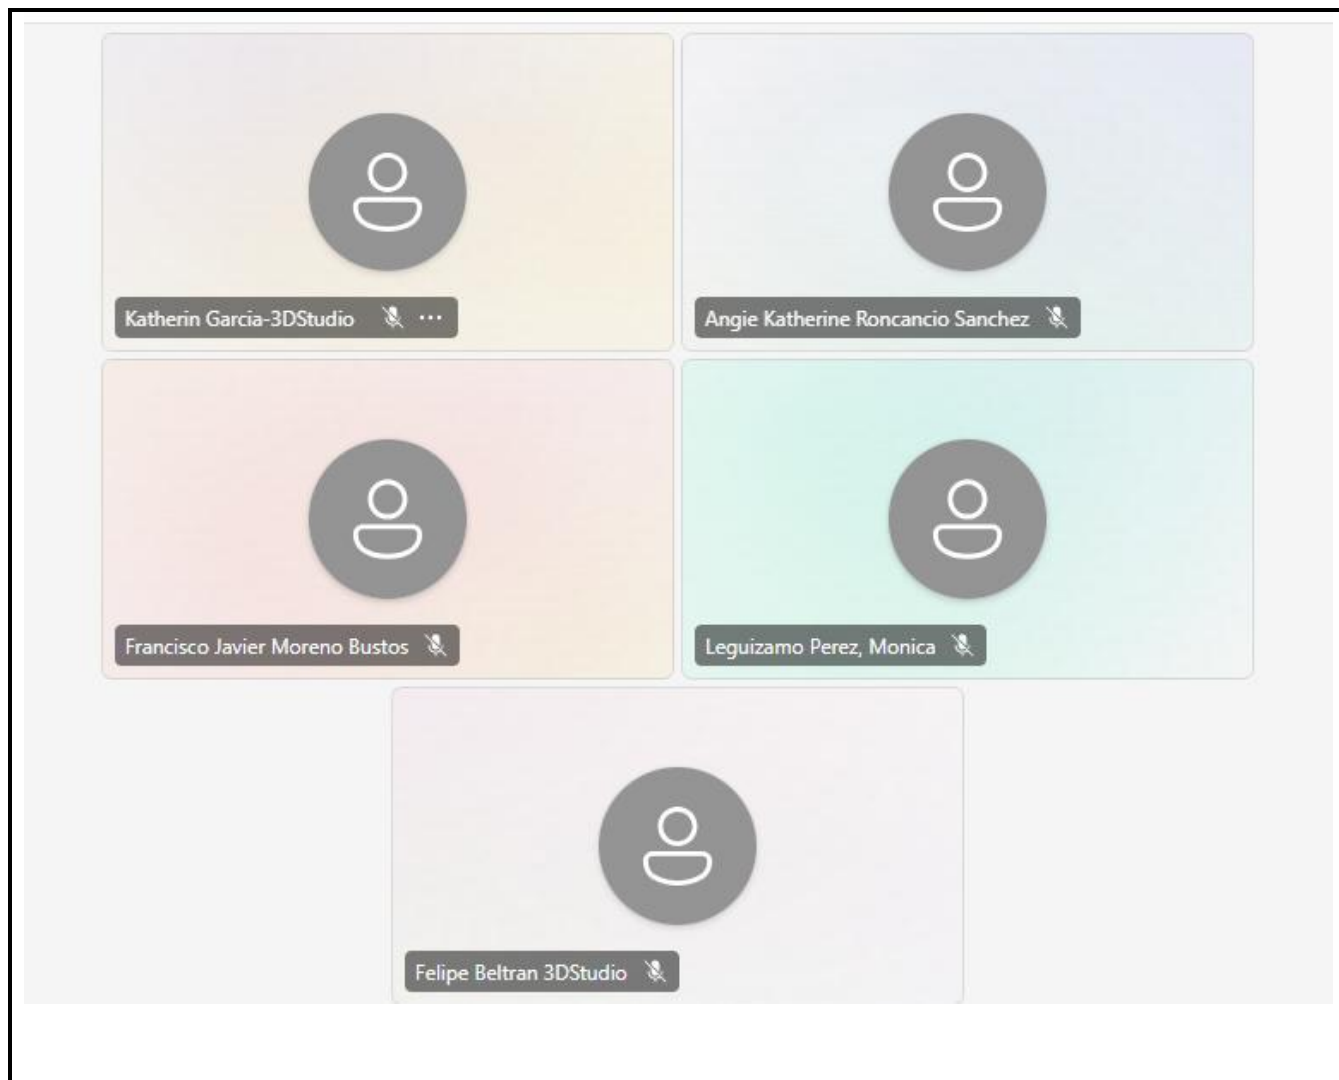 Katherin Garcia-3DStudio
Angie Katherine Roncancio Sanchez
Francisco Javier Moreno Bustos
Leguizamo Perez, Monica
Felipe Beltran 3DStudio